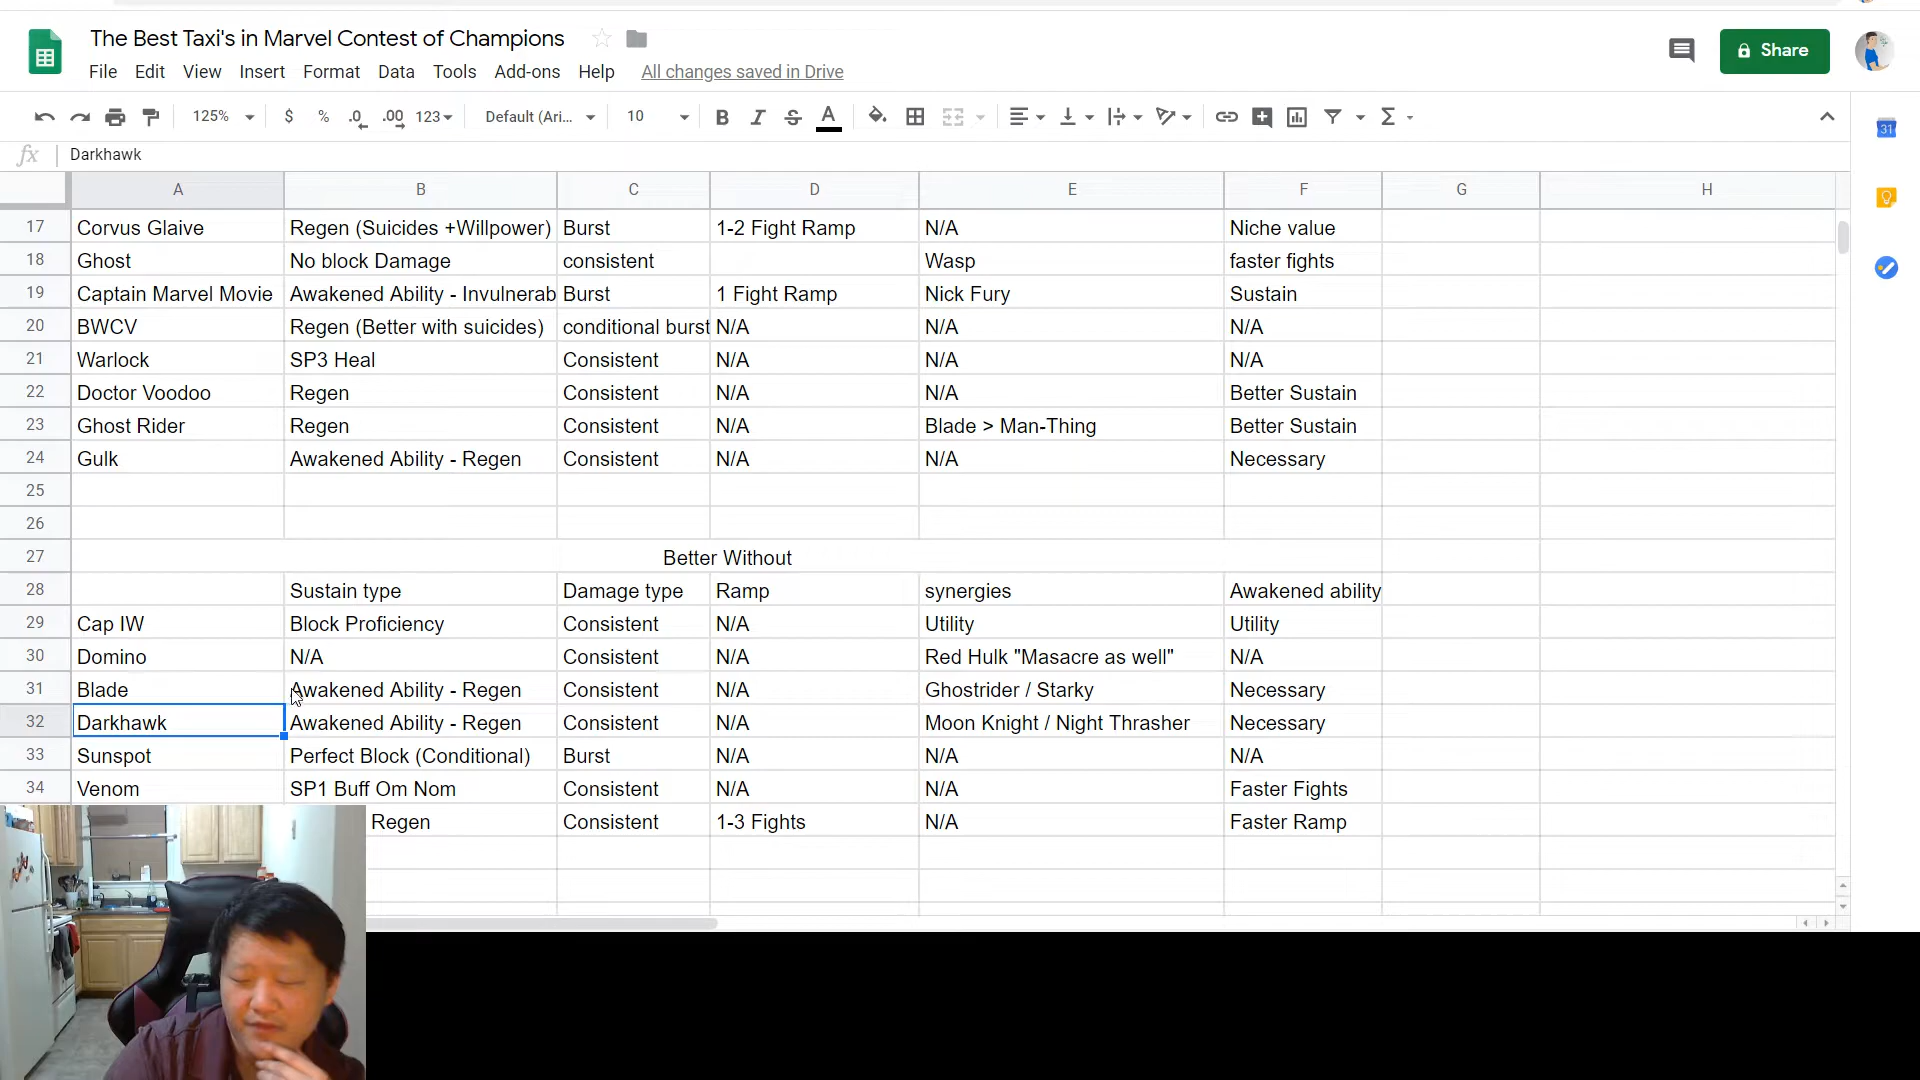 The Best Taxi's in Marvel Contest of Champions
File Edit View Insert Format Data Tools Add-ons Help All changes saved in Drive
Share
125% $ % .0 .00 123 Default (Ari... 10 B I S A Σ
31
fx Darkhawk
A B C D E F G H
17 Corvus Glaive Regen (Suicides +Willpower) Burst 1-2 Fight Ramp N/A Niche value
18 Ghost No block Damage consistent Wasp faster fights
19 Captain Marvel Movie Awakened Ability - Invulnerab Burst 1 Fight Ramp Nick Fury Sustain
20 BWCV Regen (Better with suicides) conditional burst N/A N/A N/A
21 Warlock SP3 Heal Consistent N/A N/A N/A
22 Doctor Voodoo Regen Consistent N/A N/A Better Sustain
23 Ghost Rider Regen Consistent N/A Blade > Man-Thing Better Sustain
24 Gulk Awakened Ability - Regen Consistent N/A N/A Necessary
25
26
27 Better Without
28 Sustain type Damage type Ramp synergies Awakened ability
29 Cap IW Block Proficiency Consistent N/A Utility Utility
30 Domino N/A Consistent N/A Red Hulk "Masacre as well" N/A
31 Blade Awakened Ability - Regen Consistent N/A Ghostrider / Starky Necessary
32 Darkhawk Awakened Ability - Regen Consistent N/A Moon Knight / Night Thrasher Necessary
33 Sunspot Perfect Block (Conditional) Burst N/A N/A N/A
34 Venom SP1 Buff Om Nom Consistent N/A N/A Faster Fights
Regen Consistent 1-3 Fights N/A Faster Ramp